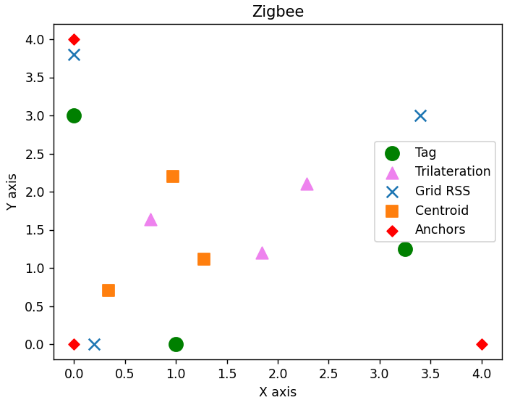 Zigbee
4.0
3.5
3.0
2.5
2.0
1.5
1.0
0.5
0.0
Y axis
Tag
Trilateration
Grid RSS
Centroid
Anchors
0.0 0.5 1.0 1.5 2.0 2.5 3.0 3.5 4.0
X axis